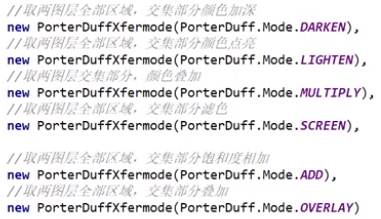 //取两图层全部区域，交集部分颜色加深
new PorterDuffXfermode(PorterDuff.Mode.DARKEN),
//取两图层全部区域，交集部分颜色点亮
new PorterDuffXfermode(PorterDuff.Mode.LIGHTEN),
//取两图层交集部分，颜色叠加
new PorterDuffXfermode(PorterDuff.Mode.MULTIPLY),
//取两图层全部区域，交集部分滤色
new PorterDuffXfermode(PorterDuff.Mode.SCREEN),
//取两图层全部区域，交集部分饱和度相加
new PorterDuffXfermode(PorterDuff.Mode.ADD),
//取两图层全部区域，交集部分叠加
new PorterDuffXfermode(PorterDuff.Mode.OVERLAY)